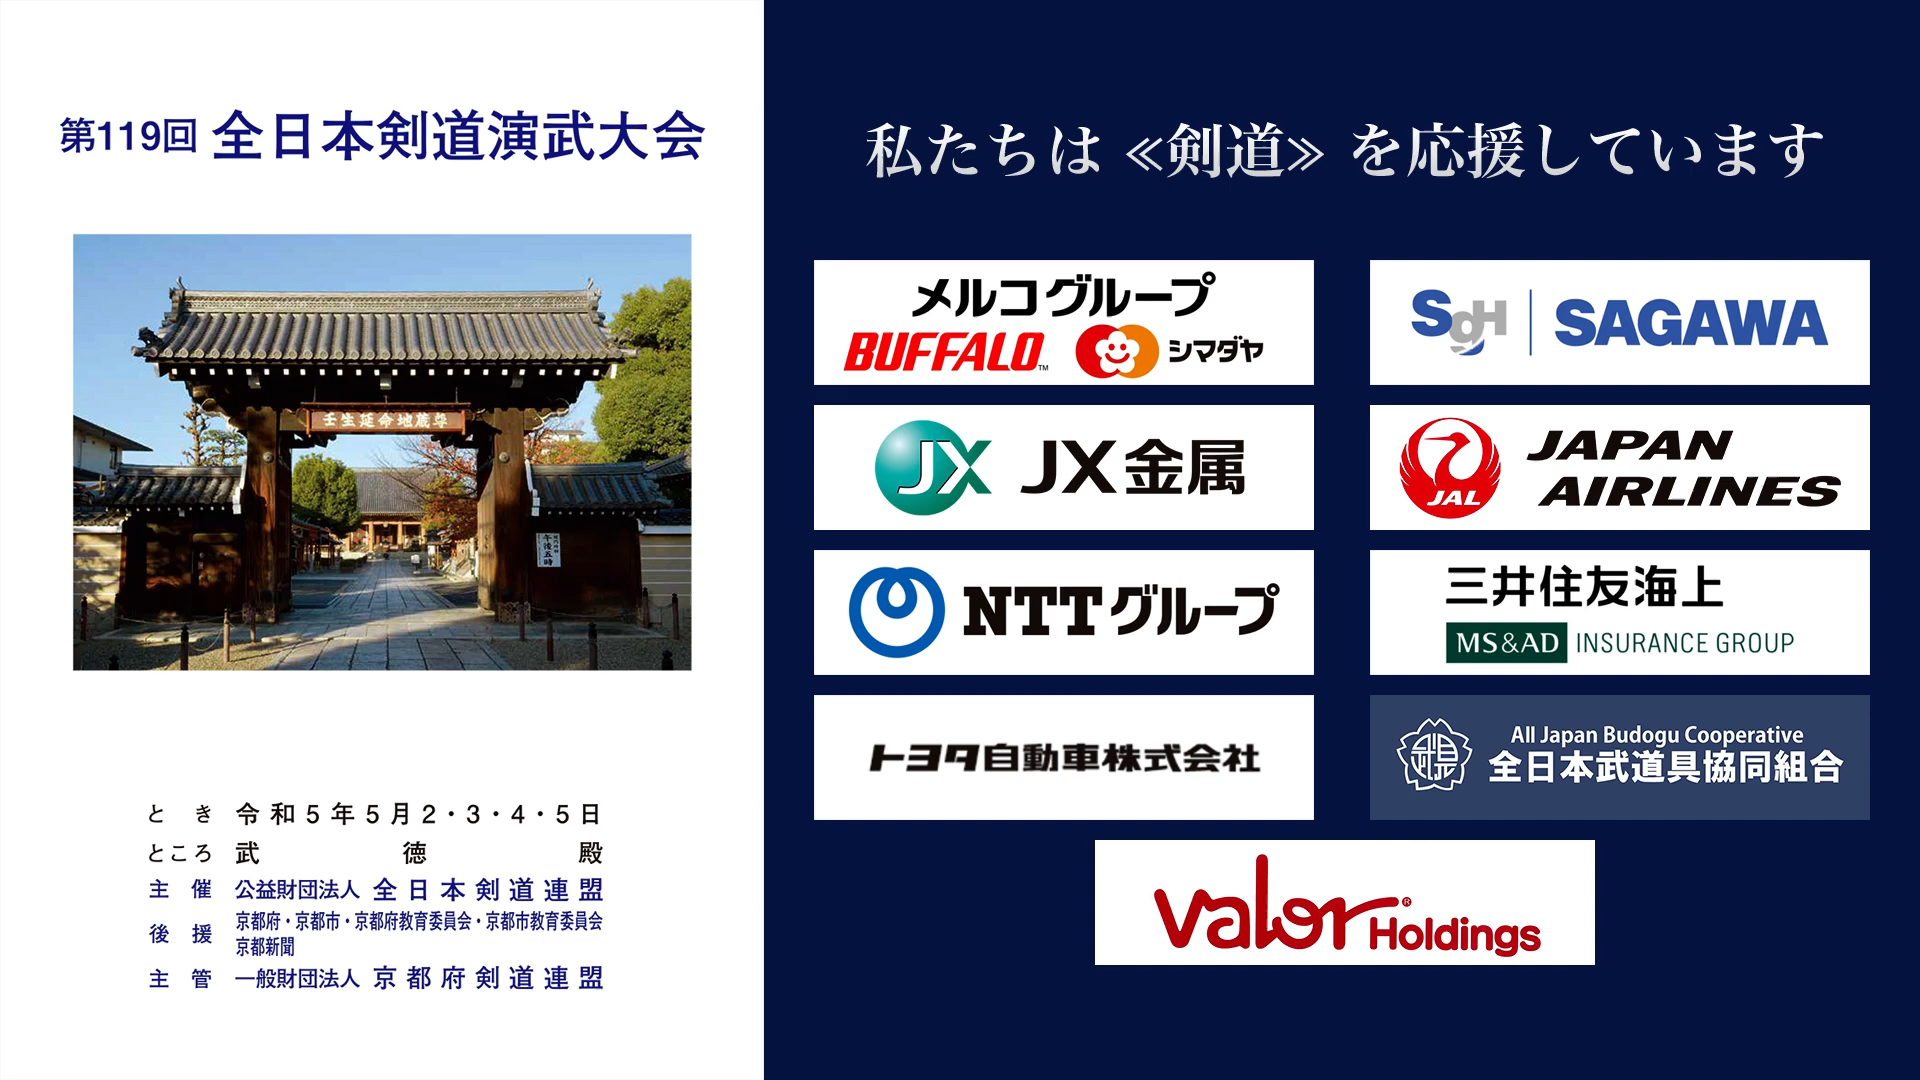 第119回 全日本剣道演武大会
壬生延命地蔵尊
午後五時
とき 令和5年5月2・3・4・5日
ところ 武徳殿
主催 公益財団法人 全日本剣道連盟
後援 京都府・京都市・京都府教育委員会・京都市教育委員会
京都新聞
主管 一般財団法人 京都府剣道連盟
私たちは ≪剣道≫ を応援しています
メルコグループ
BUFFALO™ シマダヤ
SGH SAGAWA
JX JX金属
JAL JAPAN
AIRLINES
NTTグループ
三井住友海上
MS&AD INSURANCE GROUP
トヨタ自動車株式会社
All Japan Budogu Cooperative
全日本武道具協同組合
valor® Holdings